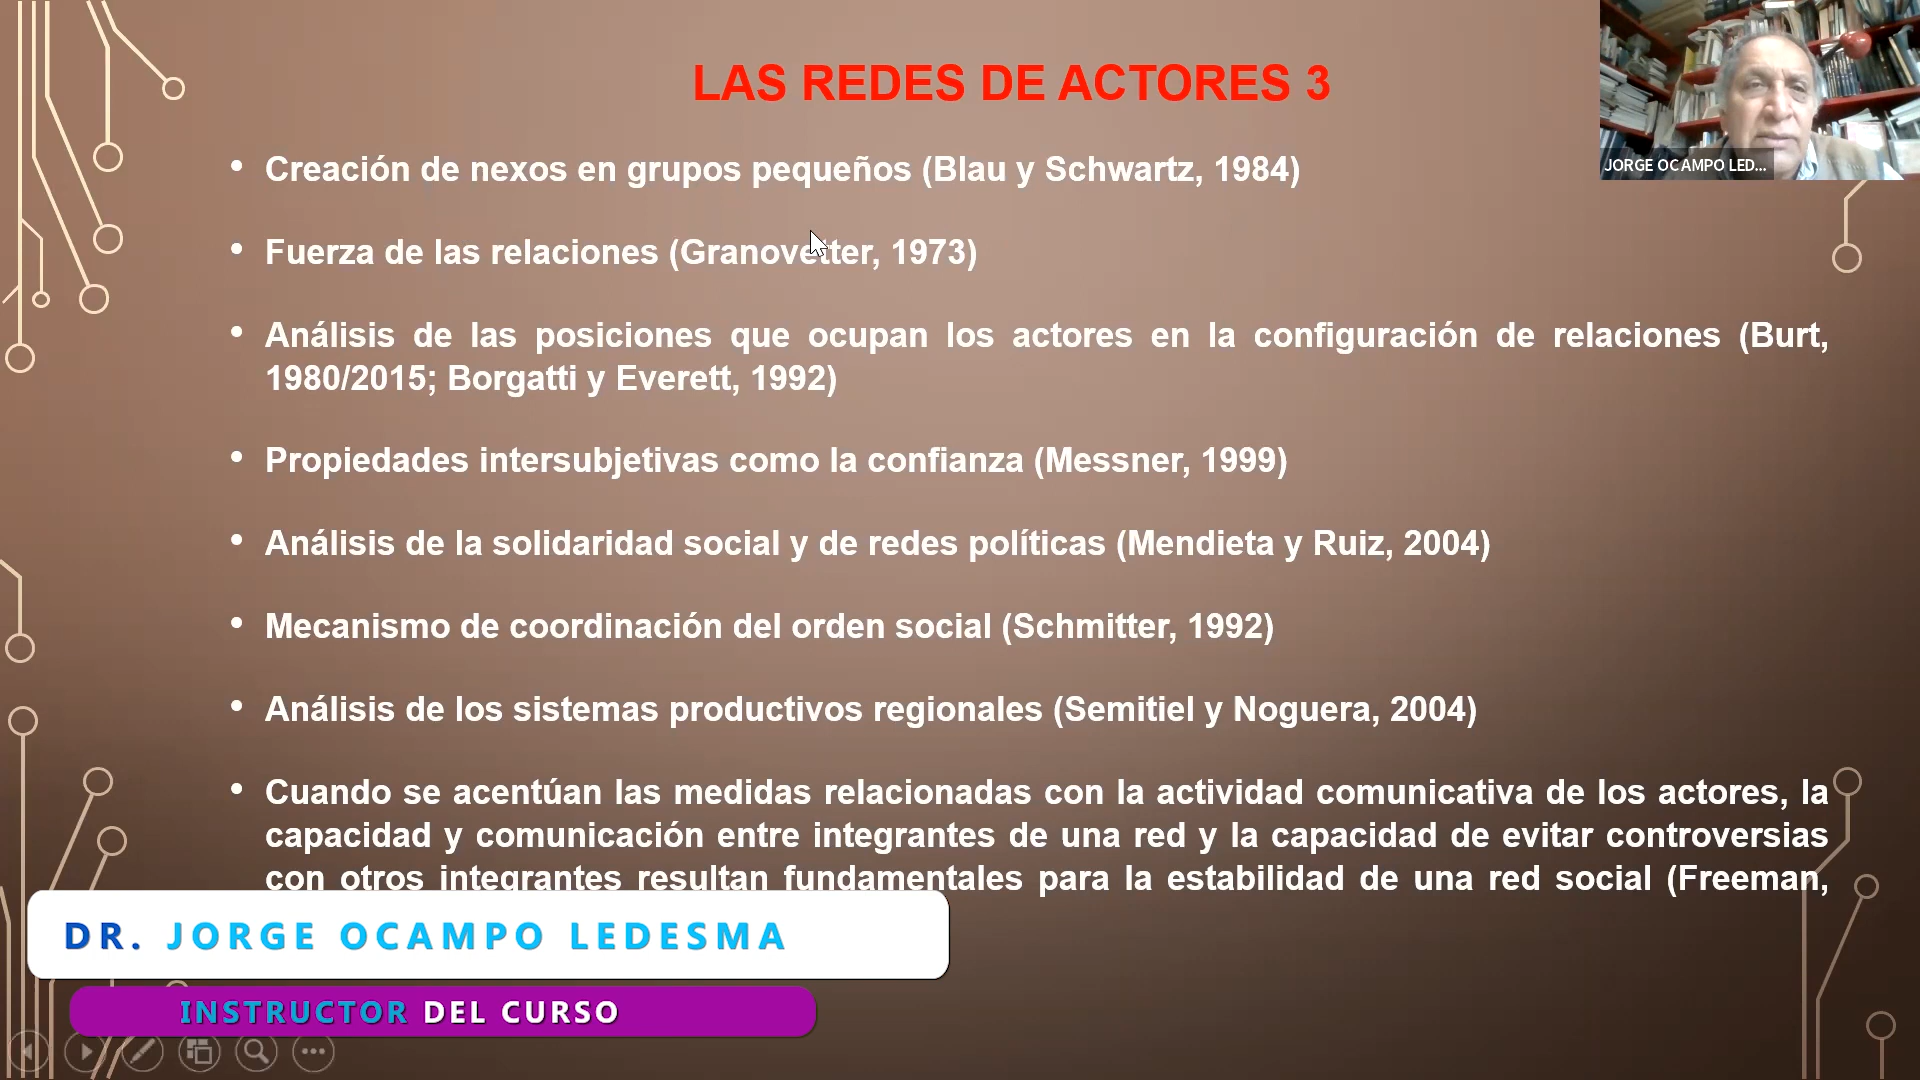 LAS REDES DE ACTORES 3
JORGE OCAMPO LED...
• Creación de nexos en grupos pequeños (Blau y Schwartz, 1984)
• Fuerza de las relaciones (Granovetter, 1973)
• Análisis de las posiciones que ocupan los actores en la configuración de relaciones (Burt,
1980/2015; Borgatti y Everett, 1992)
• Propiedades intersubjetivas como la confianza (Messner, 1999)
• Análisis de la solidaridad social y de redes políticas (Mendieta y Ruiz, 2004)
• Mecanismo de coordinación del orden social (Schmitter, 1992)
• Análisis de los sistemas productivos regionales (Semitiel y Noguera, 2004)
• Cuando se acentúan las medidas relacionadas con la actividad comunicativa de los actores, la
capacidad y comunicación entre integrantes de una red y la capacidad de evitar controversias
con otros integrantes resultan fundamentales para la estabilidad de una red social (Freeman,
DR. JORGE OCAMPO LEDESMA
INSTRUCTOR DEL CURSO